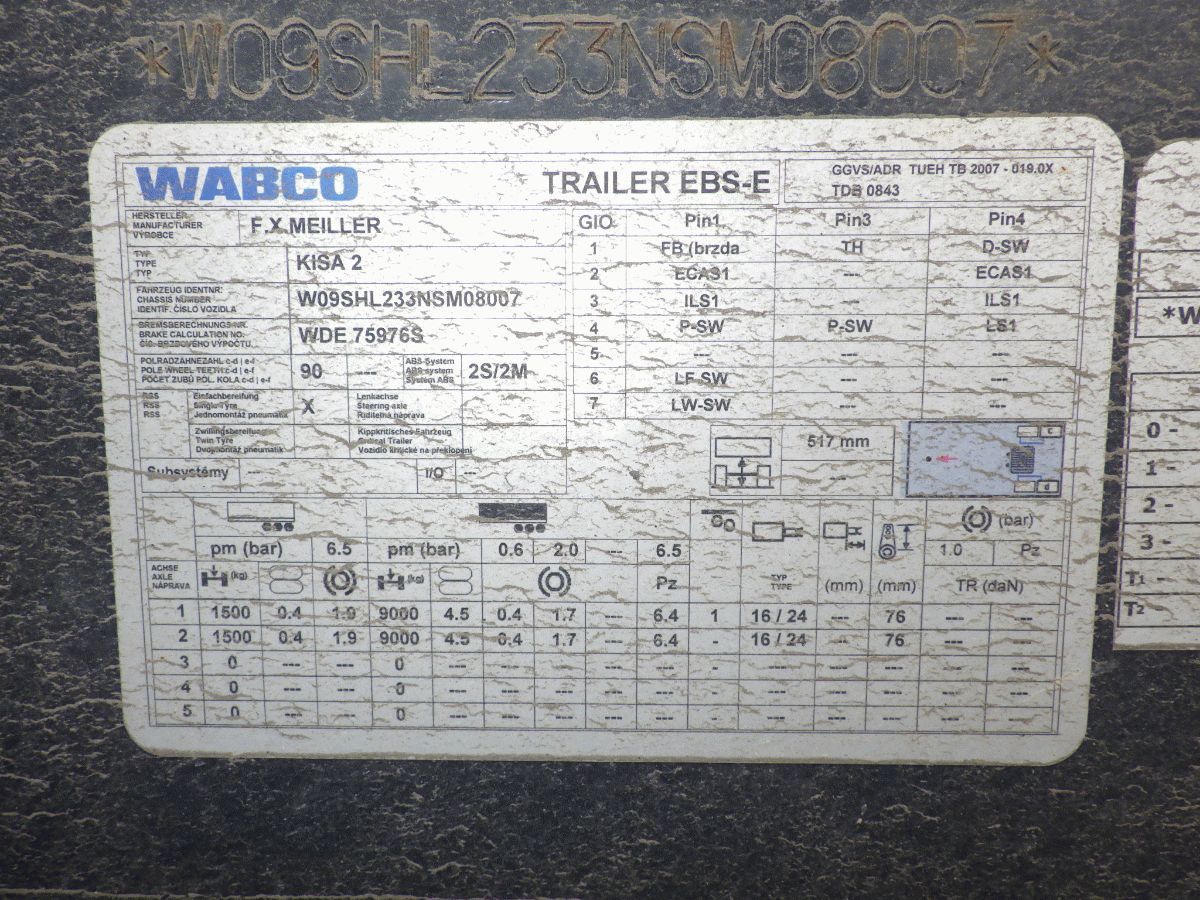 *W09SHL233NSM08007*
WABCO TRAILER EBS-E
GGVS/ADR TUEH TB 2007 - 019.0X
TDB 0843
HERSTELLER
MANUFACTURER
VÝROBCE
F.X MEILLER
TYP
TYPE
TYP
KISA 2
FAHRZEUG IDENTNR:
CHASSIS NUMBER
IDENTIF. ČÍSLO VOZIDLA
W09SHL233NSM08007
BREMSBERECHNUNGS NR.
BRAKE CALCULATION NO.
ČÍS. BRZDOVÉHO VÝPOČTU.
WDE 75976S
POLRADZÄHNEZAHL c-d | e-f
POLE WHEEL TEETH c-d | e-f
POČET ZUBŮ POL. KOLA c-d | e-f
90 ---
ABS-System
ABS-system
System ABS
2S/2M
RSS
RSS
RSS
Einfachbereifung
Single Tyre
Jednomontáž pneumatik
X
Lenkachse
Steering axle
Řiditelná náprava
Zwillingsbereifung
Twin Tyre
Dvojmontáž pneumatik
Kippkritisches Fahrzeug
Critical Trailer
Vozidlo kritické na překlopení
Subsystémy --- I/O ---
GIO Pin1 Pin3 Pin4
1 FB (brzda TH D-SW
2 ECAS1 --- ECAS1
3 ILS1 --- ILS1
4 P-SW P-SW LS1
5 --- --- ---
6 LF-SW --- ---
7 LW-SW --- ---
517 mm
---
c
d
pm (bar) 6.5 pm (bar) 0.6 2.0 --- 6.5
(bar)
1.0 Pz
ACHSE
AXLE
NÁPRAVA
(kg) (kg) Pz
TYP
TYPE
(mm) (mm) TR (daN)
1 1500 0.4 1.9 9000 4.5 0.4 1.7 --- 6.4 1 16 / 24 --- 76 --- ---
2 1500 0.4 1.9 9000 4.5 0.4 1.7 --- 6.4 - 16 / 24 --- 76 --- ---
3 0 --- --- 0 --- --- --- --- --- - --- --- --- --- ---
4 0 --- --- 0 --- --- --- --- --- - --- --- --- --- ---
5 0 --- --- 0 --- --- --- --- --- - --- --- --- --- ---
*W
0 -
1 -
2 -
3 -
T1 -
T2 -